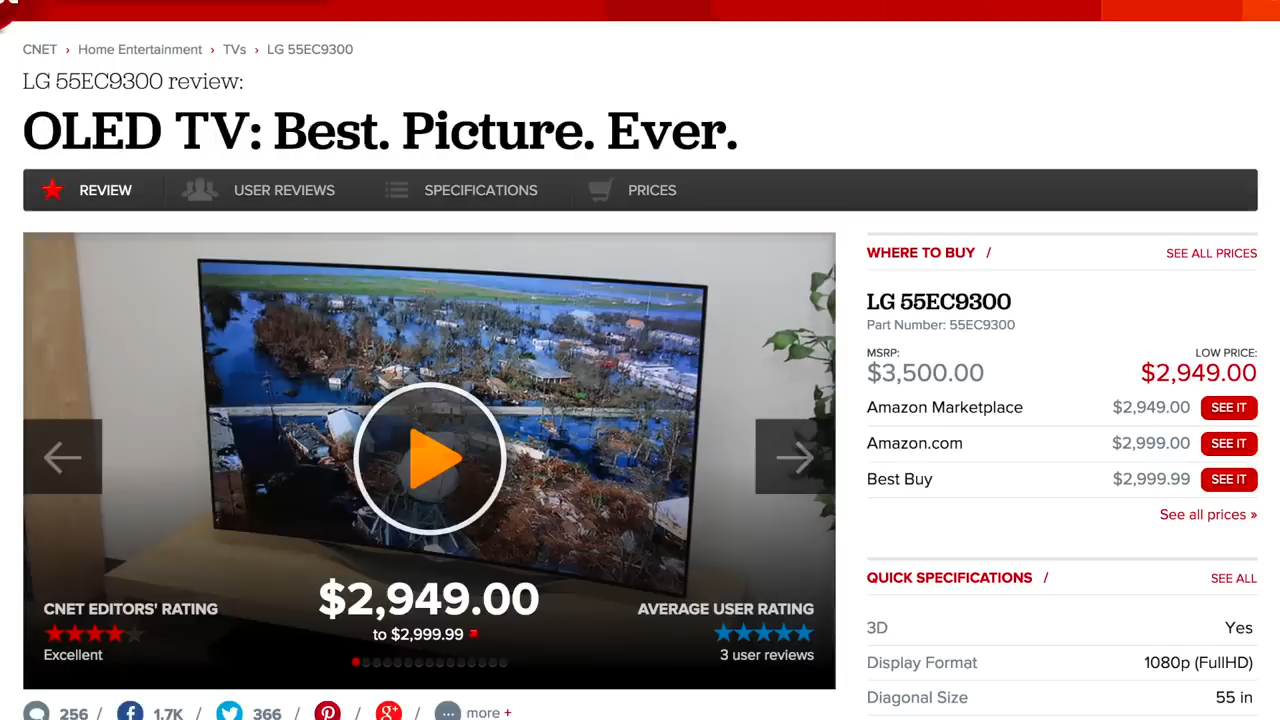 CNET › Home Entertainment › TVs › LG 55EC9300
LG 55EC9300 review:
OLED TV: Best. Picture. Ever.
REVIEW USER REVIEWS SPECIFICATIONS PRICES
$2,949.00
to $2,999.99
CNET EDITORS' RATING
Excellent
AVERAGE USER RATING
3 user reviews
256 / 1.7K / 366 / / / more +
WHERE TO BUY / SEE ALL PRICES
LG 55EC9300
Part Number: 55EC9300
MSRP: LOW PRICE:
$3,500.00 $2,949.00
Amazon Marketplace $2,949.00 SEE IT
Amazon.com $2,999.00 SEE IT
Best Buy $2,999.99 SEE IT
See all prices »
QUICK SPECIFICATIONS / SEE ALL
3D Yes
Display Format 1080p (FullHD)
Diagonal Size 55 in